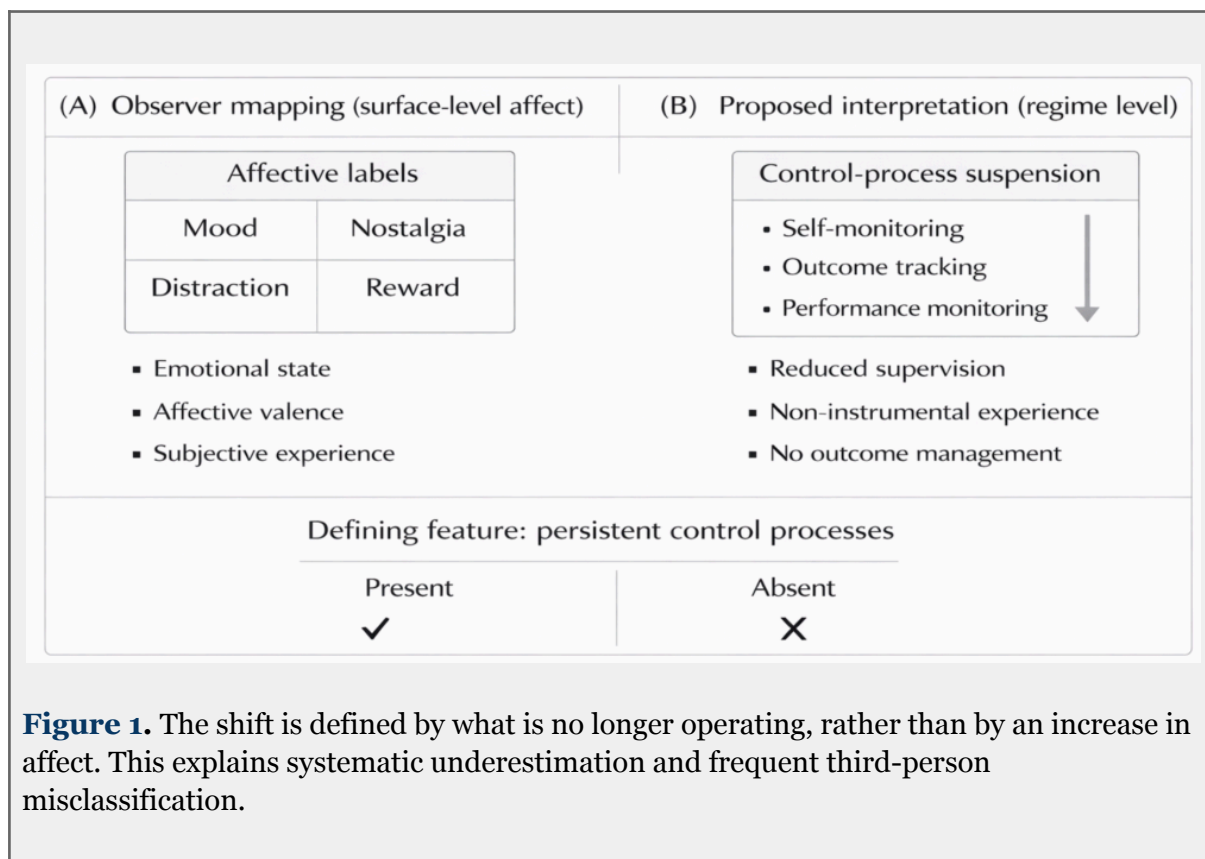 (A) Observer mapping (surface-level affect)
(B) Proposed interpretation (regime level)
Affective labels
Mood
Nostalgia
Distraction
Reward
▪ Emotional state
▪ Affective valence
▪ Subjective experience
Control-process suspension
▪ Self-monitoring
▪ Outcome tracking
▪ Performance monitoring
▪ Reduced supervision
▪ Non-instrumental experience
▪ No outcome management
Defining feature: persistent control processes
Present
Absent
✓
X
Figure 1. The shift is defined by what is no longer operating, rather than by an increase in
affect. This explains systematic underestimation and frequent third-person
misclassification.